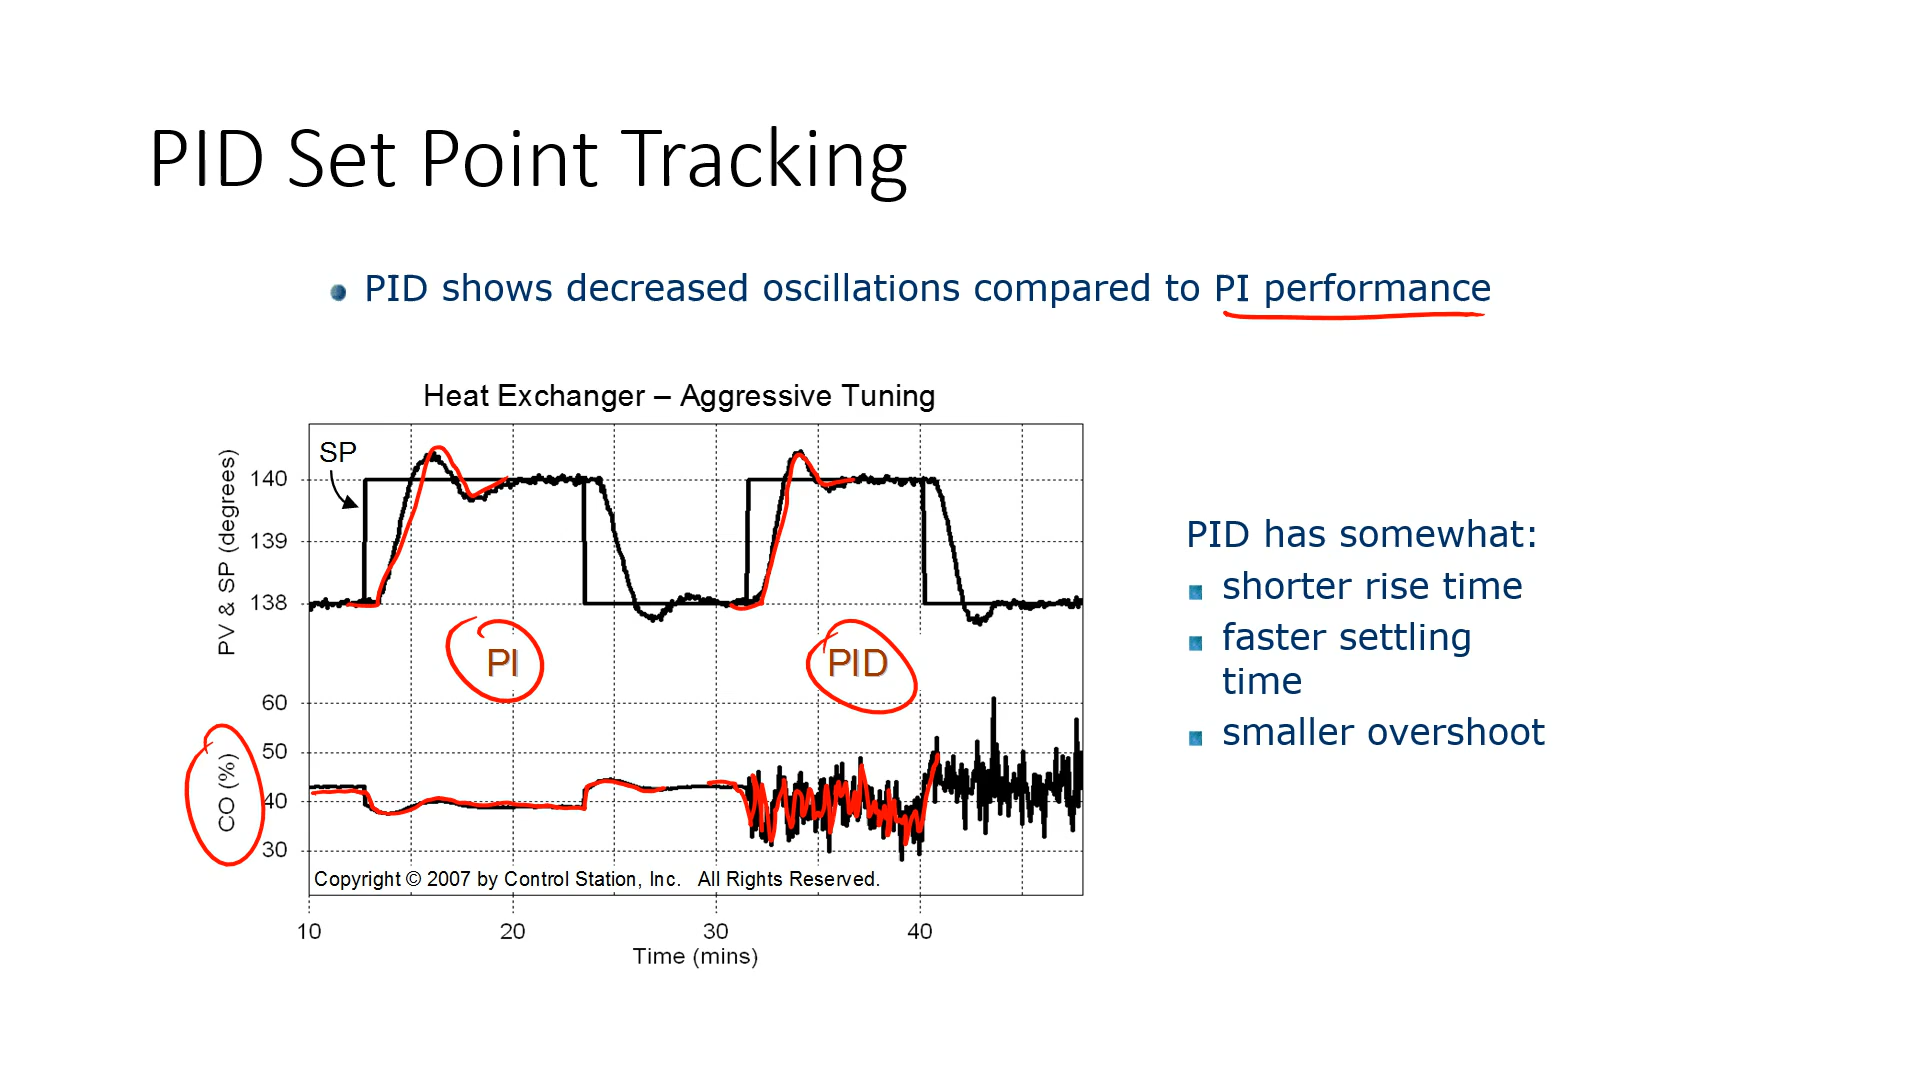 PID Set Point Tracking
PID shows decreased oscillations compared to PI performance
Heat Exchanger – Aggressive Tuning
SP
PV & SP (degrees)
140
139
138
PI
PID
CO (%)
60
50
40
30
Copyright © 2007 by Control Station, Inc. All Rights Reserved.
10
20
30
40
Time (mins)
PID has somewhat:
shorter rise time
faster settling
time
smaller overshoot